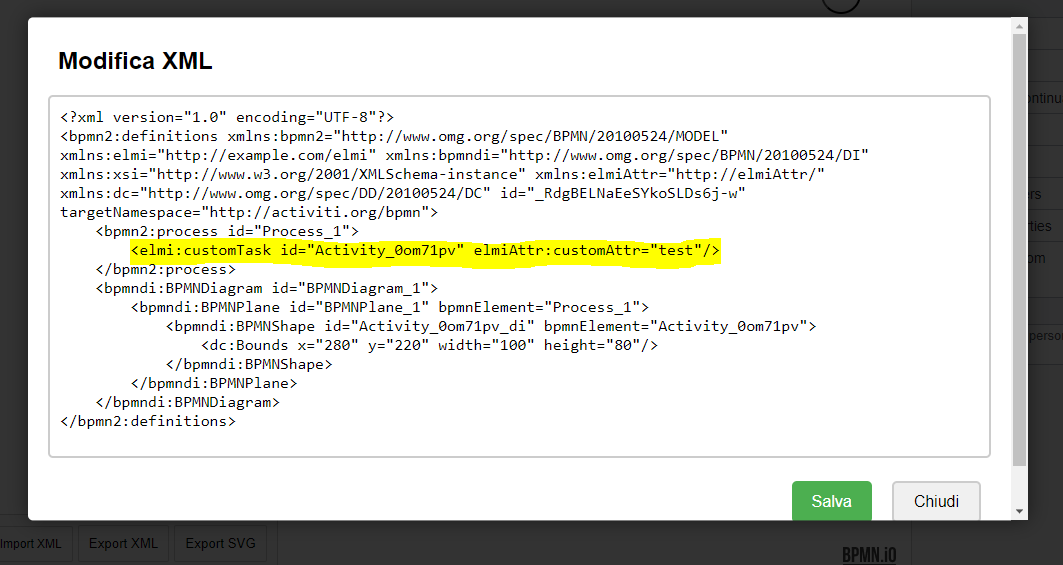 Modifica XML
<?xml version="1.0" encoding="UTF-8"?>
<bpmn2:definitions xmlns:bpmn2="http://www.omg.org/spec/BPMN/20100524/MODEL"
xmlns:elmi="http://example.com/elmi" xmlns:bpmndi="http://www.omg.org/spec/BPMN/20100524/DI"
xmlns:xsi="http://www.w3.org/2001/XMLSchema-instance" xmlns:elmiAttr="http://elmiAttr/"
xmlns:dc="http://www.omg.org/spec/DD/20100524/DC" id="_RdgBELNaEeSYkoSLDs6j-w"
targetNamespace="http://activiti.org/bpmn">
    <bpmn2:process id="Process_1">
        <elmi:customTask id="Activity_0om71pv" elmiAttr:customAttr="test"/>
    </bpmn2:process>
    <bpmndi:BPMNDiagram id="BPMNDiagram_1">
        <bpmndi:BPMNPlane id="BPMNPlane_1" bpmnElement="Process_1">
            <bpmndi:BPMNShape id="Activity_0om71pv_di" bpmnElement="Activity_0om71pv">
                <dc:Bounds x="280" y="220" width="100" height="80"/>
            </bpmndi:BPMNShape>
        </bpmndi:BPMNPlane>
    </bpmndi:BPMNDiagram>
</bpmn2:definitions>
Salva
Chiudi
Import XML
Export XML
Export SVG
BPMN.iO